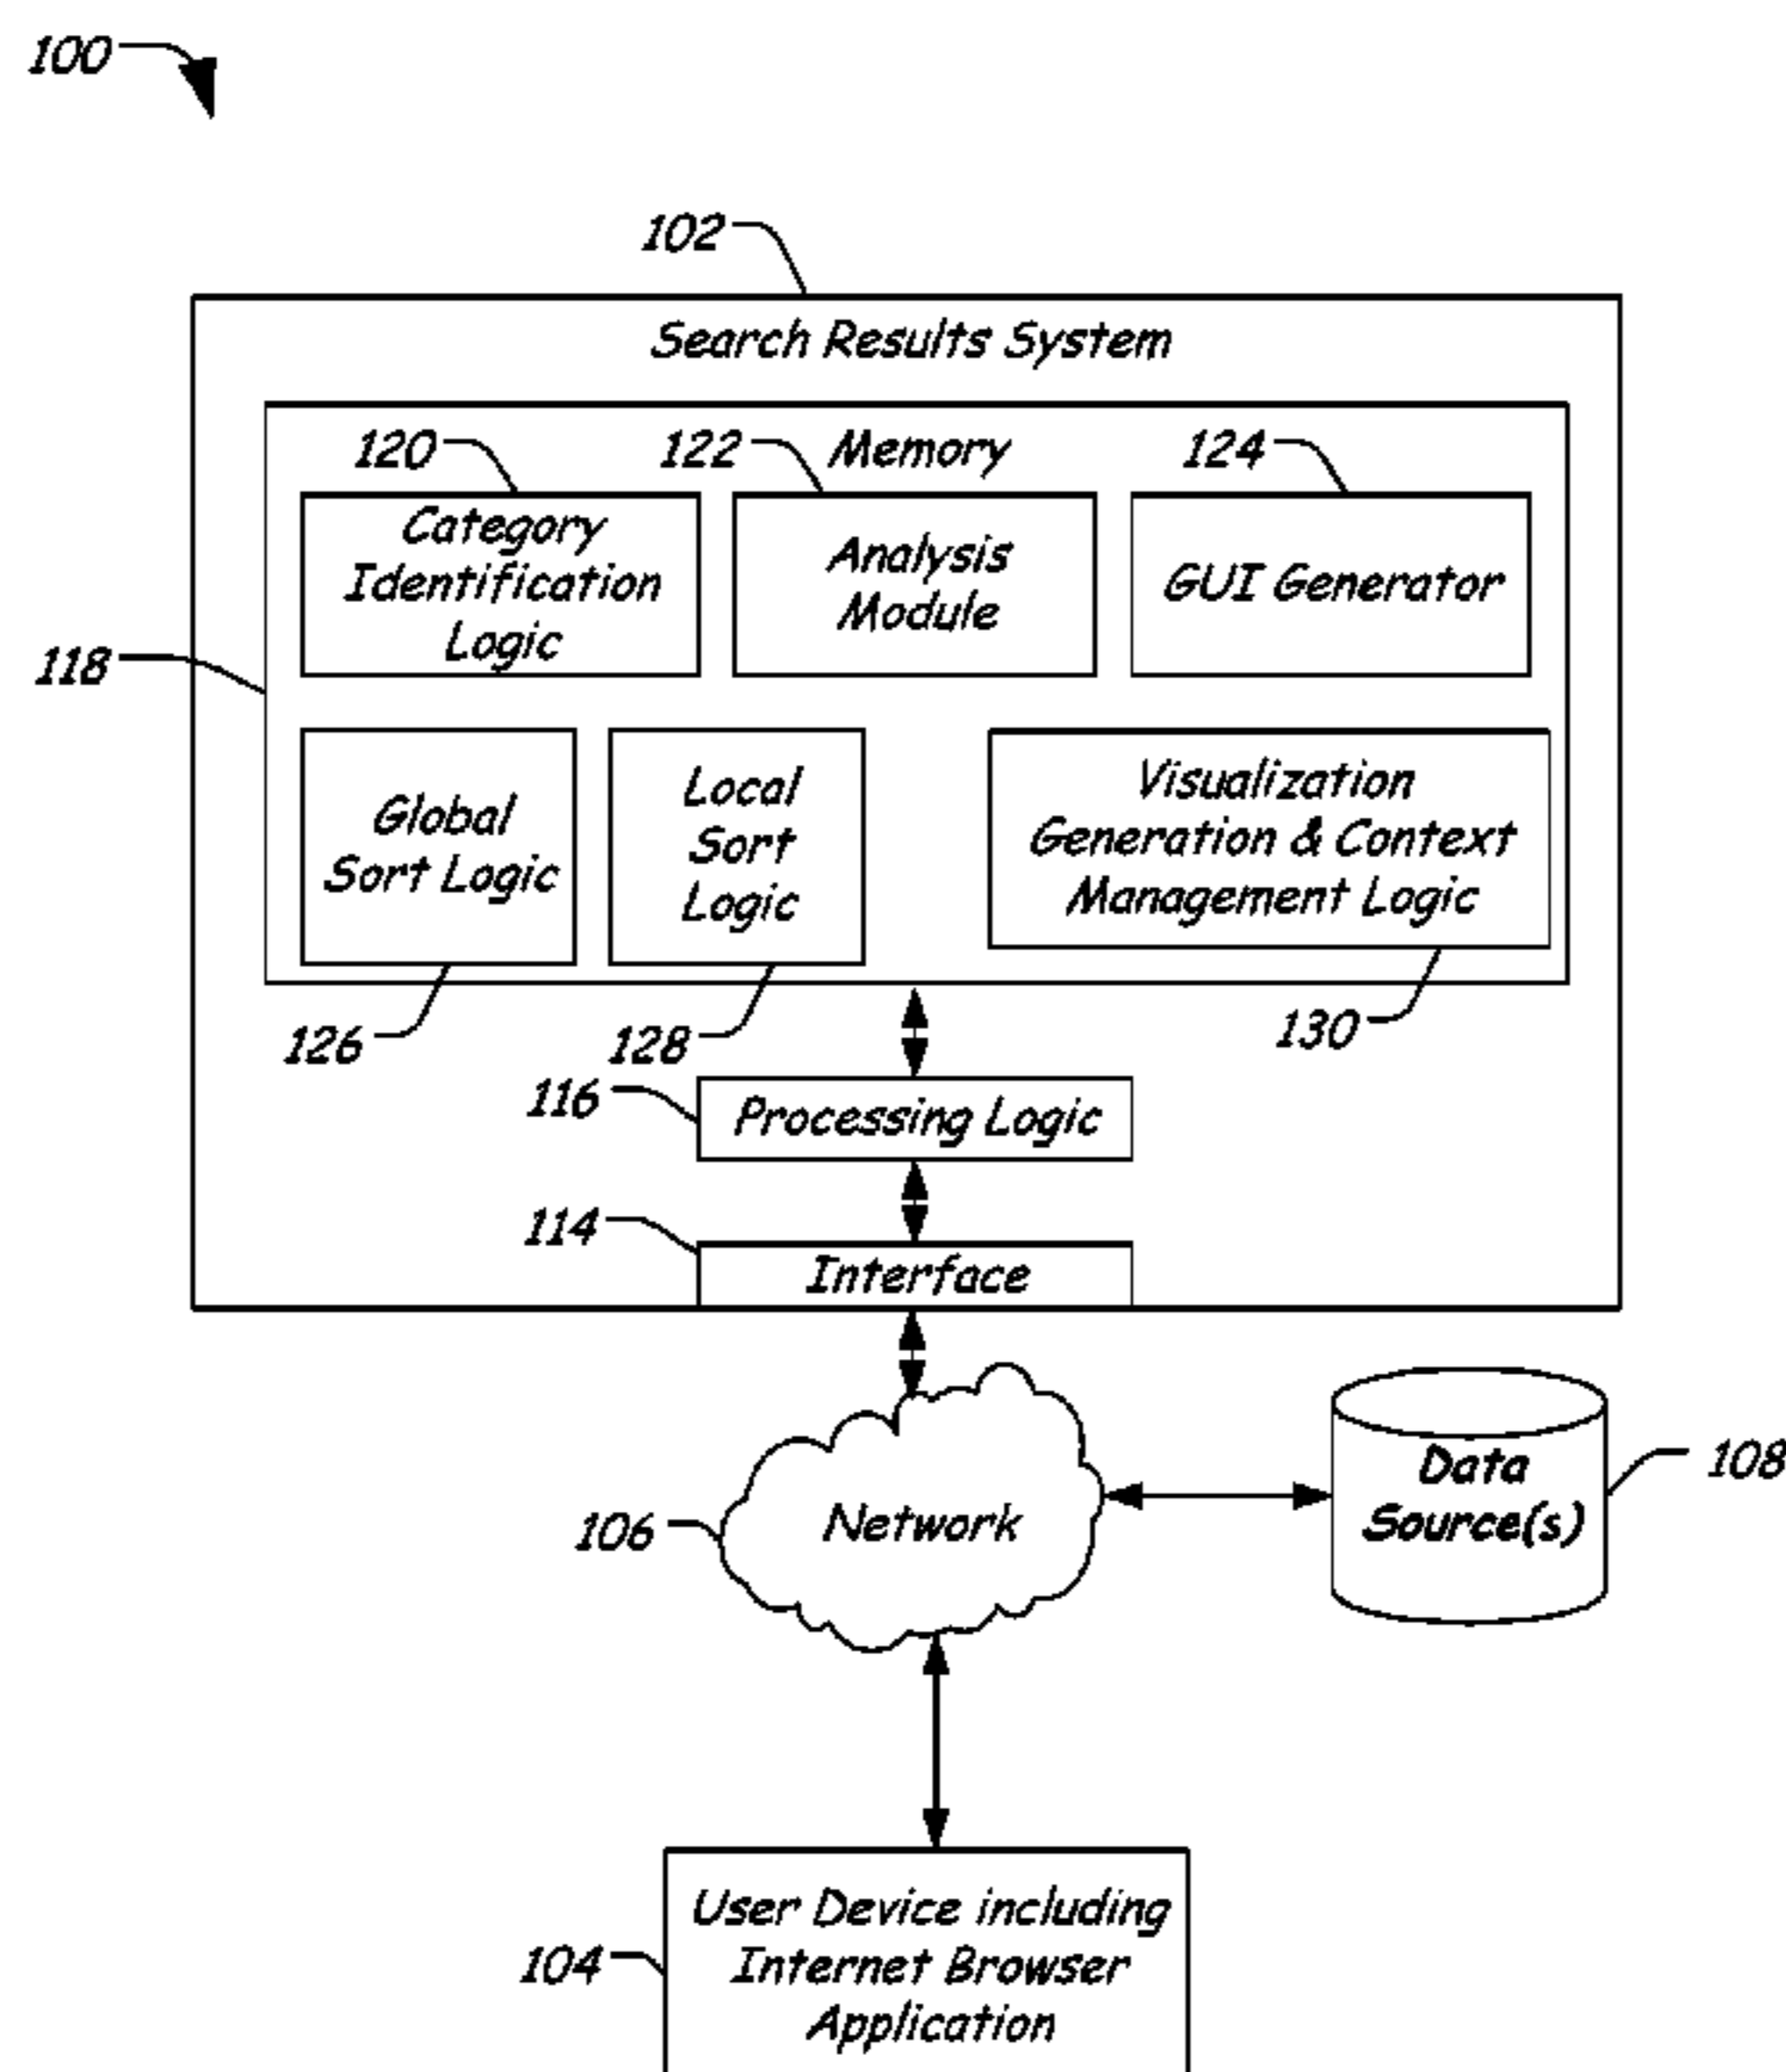 100
102
Search Results System
120
122
Memory
124
Category
Identification
Logic
Analysis
Module
GUI Generator
118
Global
Sort Logic
Local
Sort
Logic
Visualization
Generation & Context
Management Logic
126
128
130
116
Processing Logic
114
Interface
106
Network
Data
Source(s)
108
104
User Device including
Internet Browser
Application